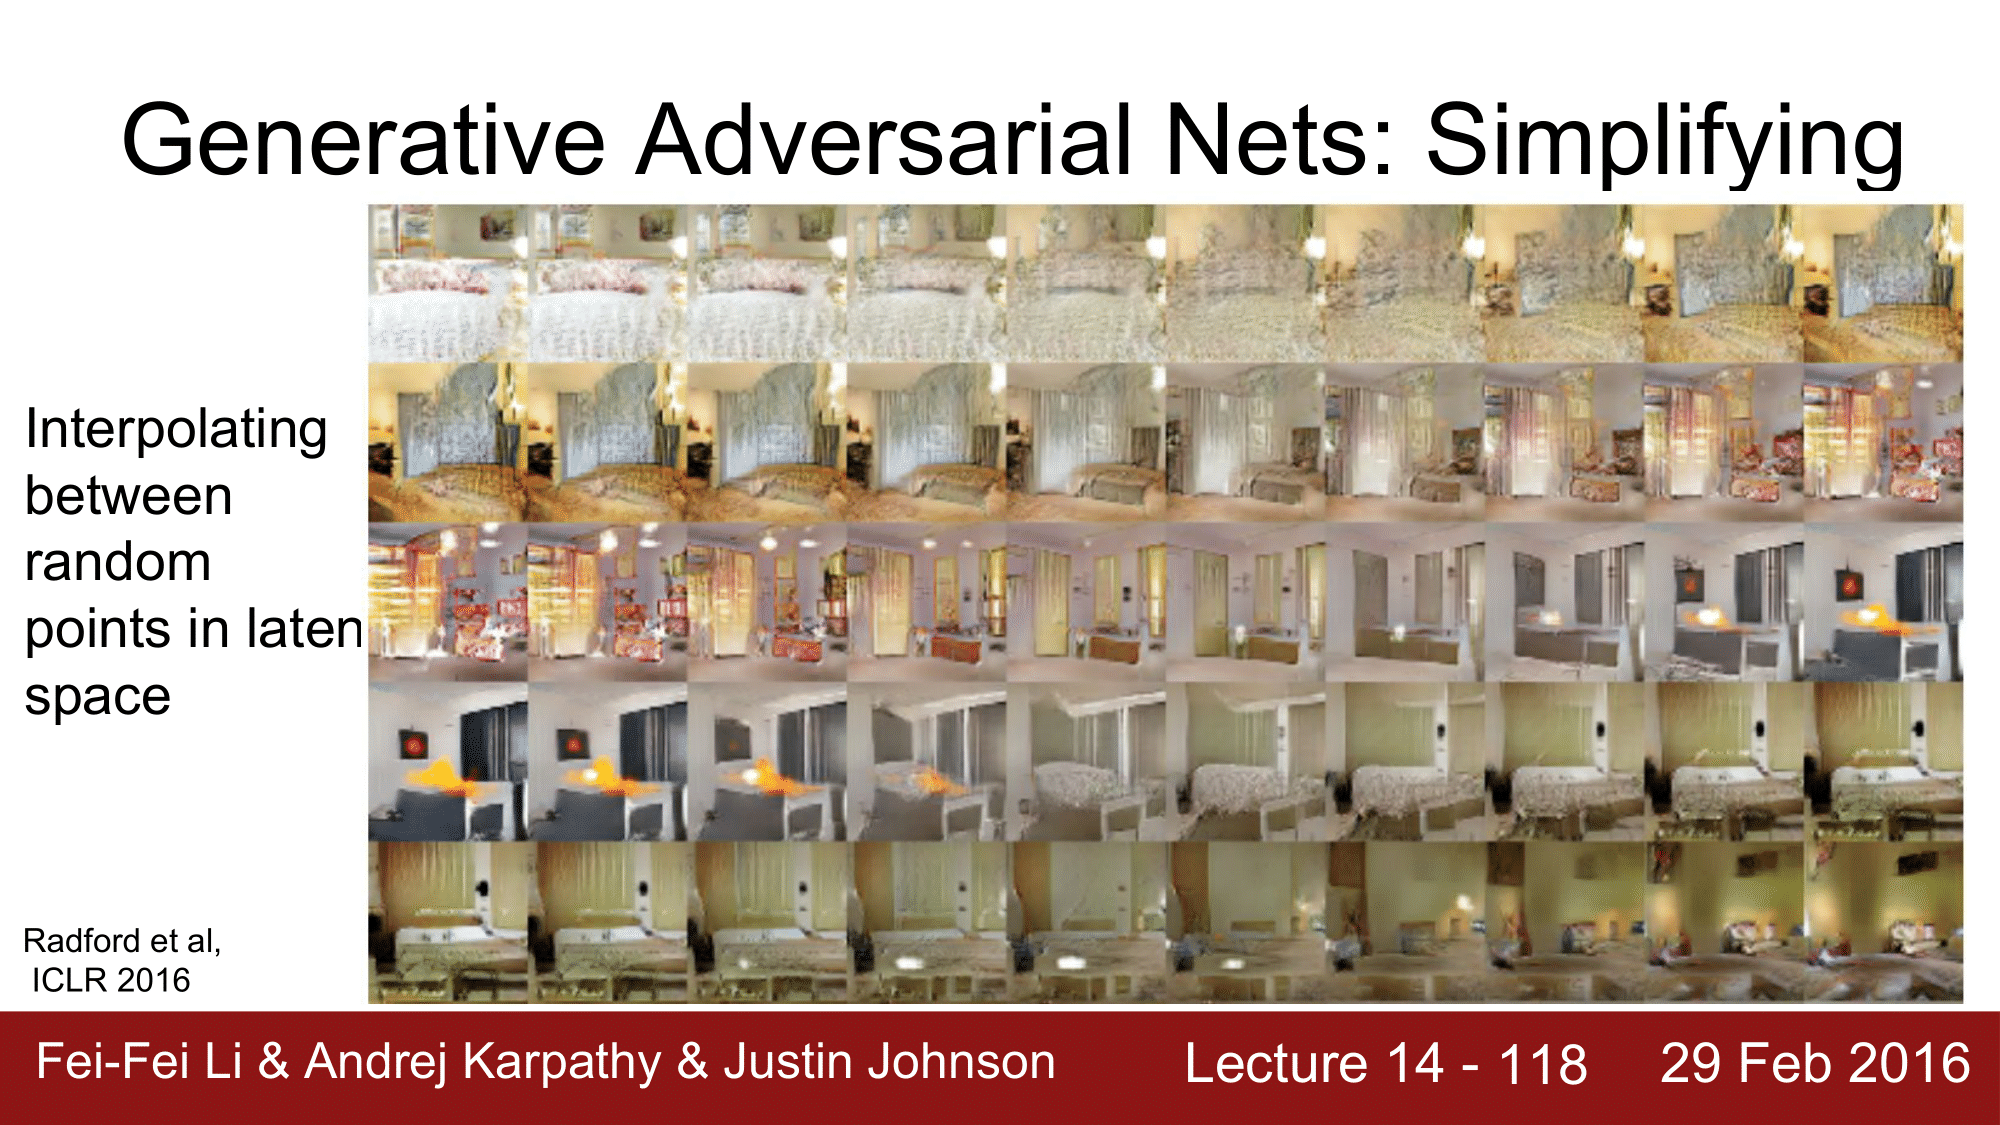 Generative Adversarial Nets: Simplifying
Interpolating
between
random
points in laten
space
Radford et al,
ICLR 2016
Fei-Fei Li & Andrej Karpathy & Justin Johnson
Lecture 14 - 118
29 Feb 2016